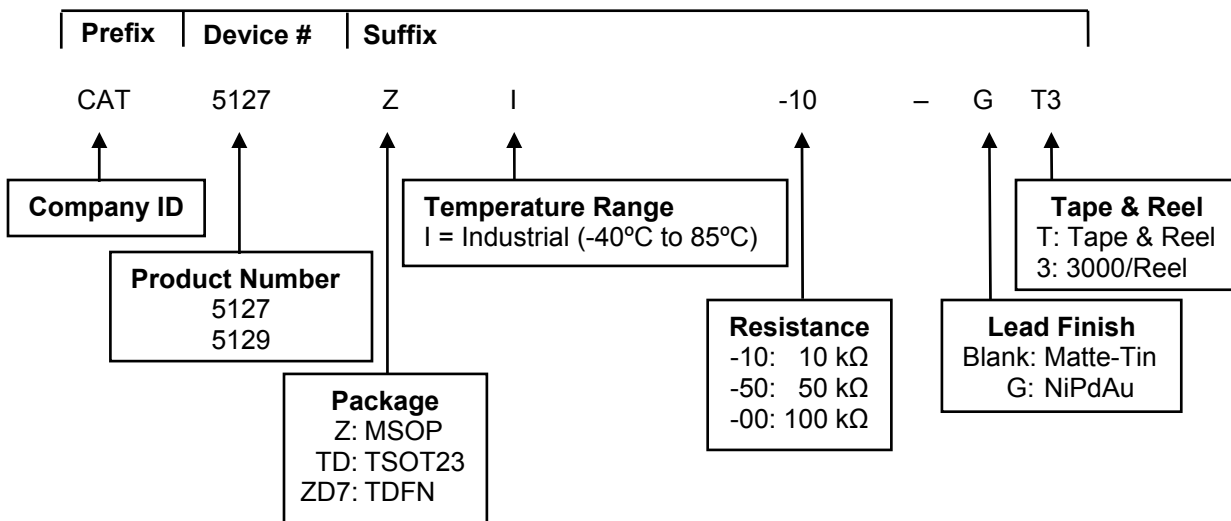 Prefix Device # Suffix
CAT 5127 Z I -10 – G T3
Company ID
Product Number
5127
5129
Package
Z: MSOP
TD: TSOT23
ZD7: TDFN
Temperature Range
I = Industrial (-40ºC to 85ºC)
Resistance
-10: 10 kΩ
-50: 50 kΩ
-00: 100 kΩ
Lead Finish
Blank: Matte-Tin
G: NiPdAu
Tape & Reel
T: Tape & Reel
3: 3000/Reel